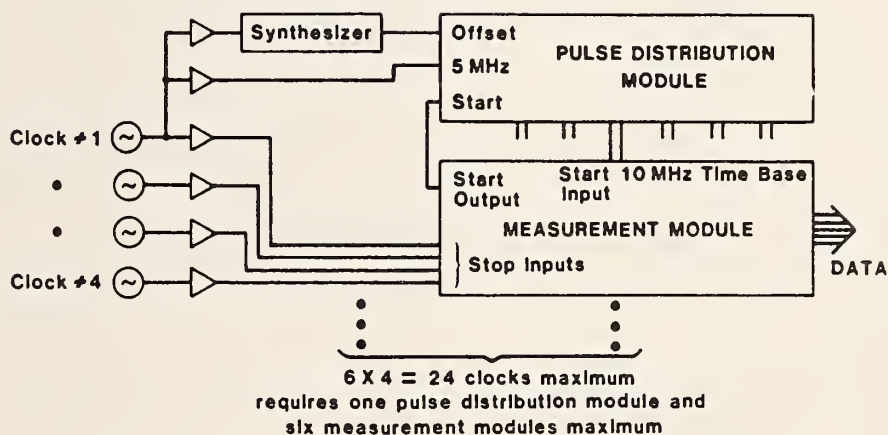 Synthesizer
Offset
5 MHz
Start
PULSE DISTRIBUTION
MODULE
Clock #1
Clock #4
Start
Output
Start 10 MHz Time Base
Input
MEASUREMENT MODULE
Stop Inputs
DATA
6 X 4 = 24 clocks maximum
requires one pulse distribution module and
six measurement modules maximum